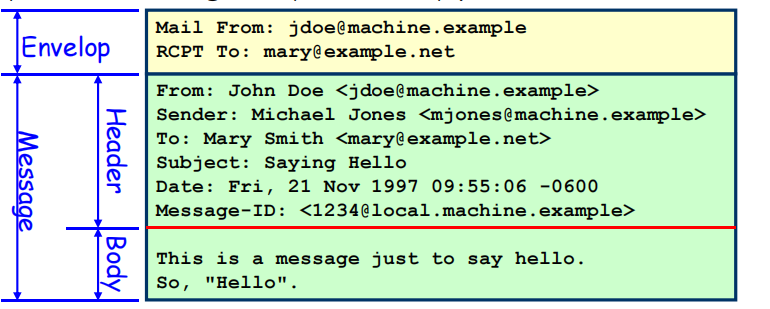 Envelop
Mail From: jdoe@machine.example
RCPT To: mary@example.net
Message
Header
From: John Doe <jdoe@machine.example>
Sender: Michael Jones <mjones@machine.example>
To: Mary Smith <mary@example.net>
Subject: Saying Hello
Date: Fri, 21 Nov 1997 09:55:06 -0600
Message-ID: <1234@local.machine.example>
Body
This is a message just to say hello.
So, "Hello".